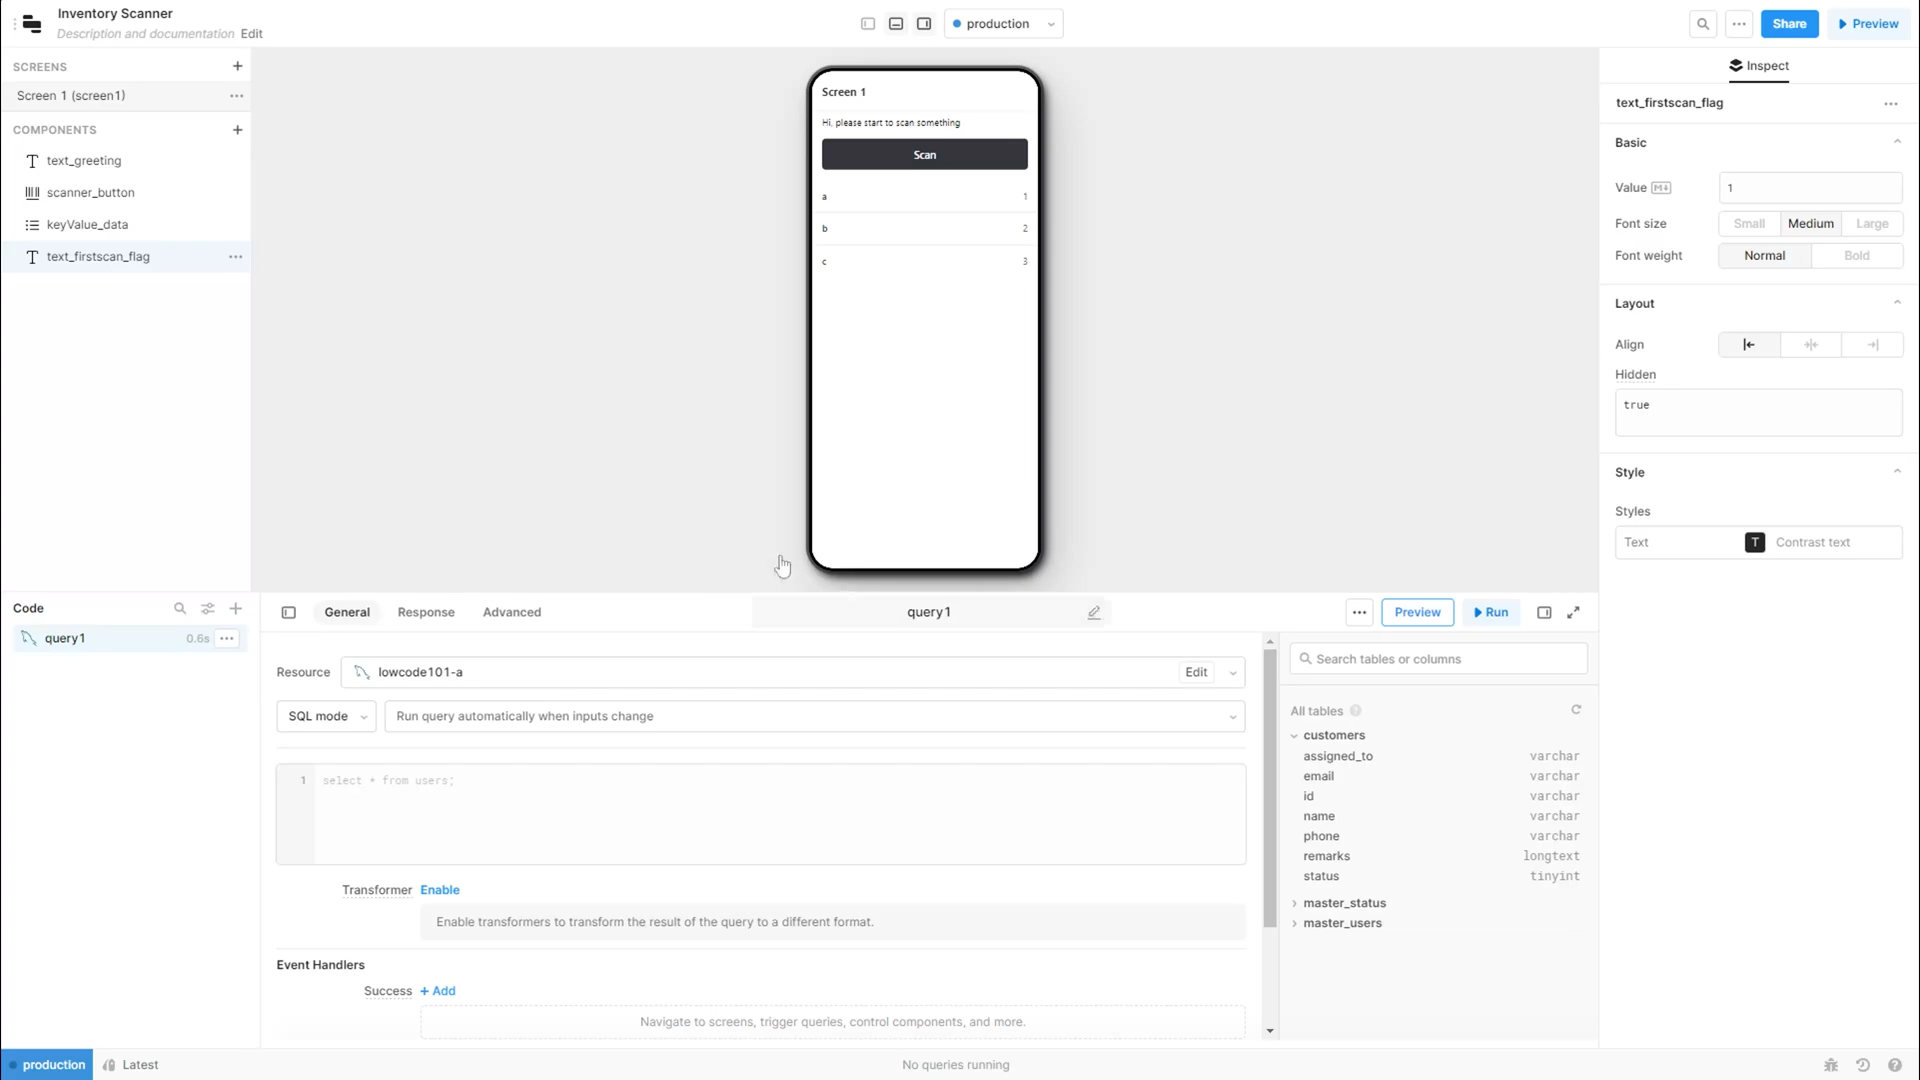 Inventory Scanner
Description and documentation Edit
production
Share
Preview
SCREENS
Screen 1 (screen1)
COMPONENTS
text_greeting
scanner_button
keyValue_data
text_firstscan_flag
Screen 1
Hi, please start to scan something
Scan
a 1
b 2
c 3
Inspect
text_firstscan_flag
Basic
Value 1
Font size Small Medium Large
Font weight Normal Bold
Layout
Align
Hidden
true
Style
Styles
Text T Contrast text
Code
query1 0.6s
General Response Advanced
query1
Preview Run
Resource lowcode101-a Edit
SQL mode Run query automatically when inputs change
1 select * from users;
Transformer Enable
Enable transformers to transform the result of the query to a different format.
Event Handlers
Success + Add
Navigate to screens, trigger queries, control components, and more.
Search tables or columns
All tables
customers
assigned_to varchar
email varchar
id varchar
name varchar
phone varchar
remarks longtext
status tinyint
master_status
master_users
production Latest
No queries running